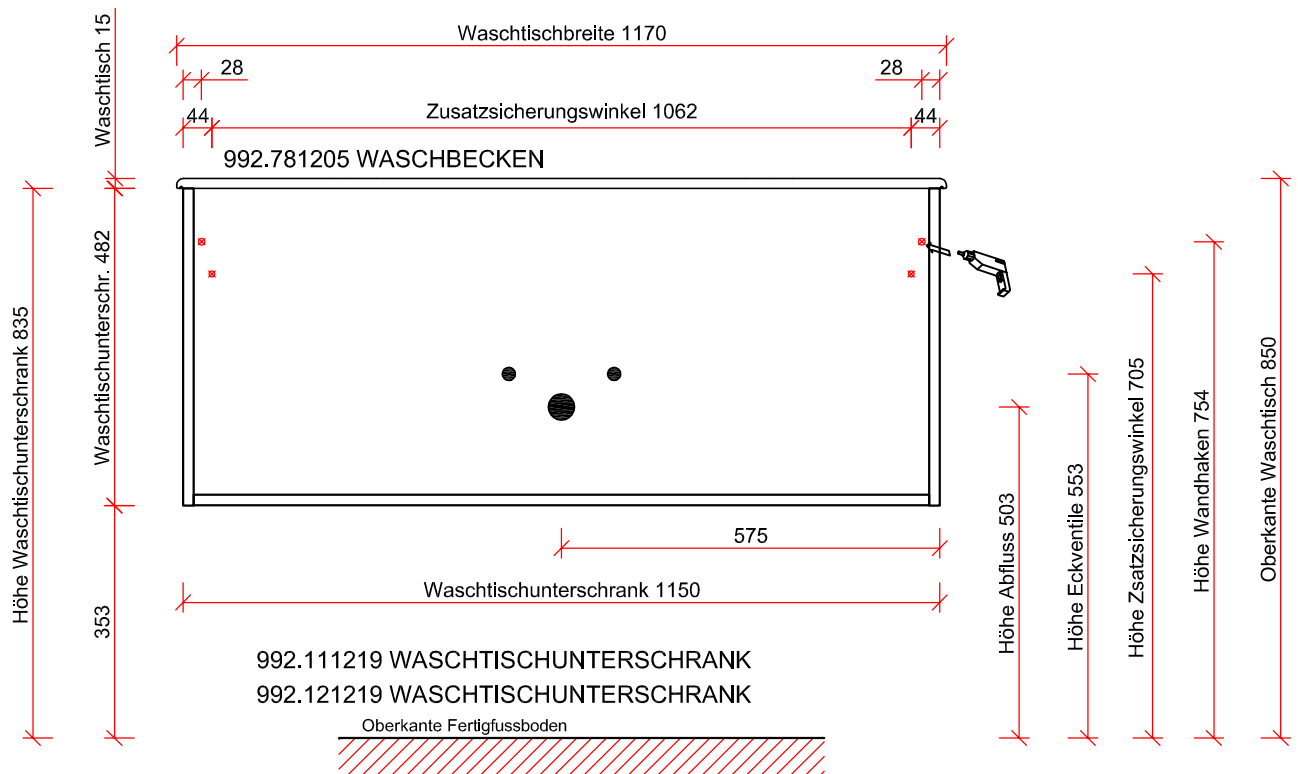 Waschtischbreite 1170
28
28
44
Zusatzsicherungswinkel 1062
44
992.781205 WASCHBECKEN
Waschtisch 15
Waschtischunterschr. 482
Höhe Waschtischunterschrank 835
353
575
Waschtischunterschrank 1150
Höhe Abfluss 503
Höhe Eckventile 553
Höhe Zsatzsicherungswinkel 705
Höhe Wandhaken 754
Oberkante Waschtisch 850
992.111219 WASCHTISCHUNTERSCHRANK
992.121219 WASCHTISCHUNTERSCHRANK
Oberkante Fertigfussboden